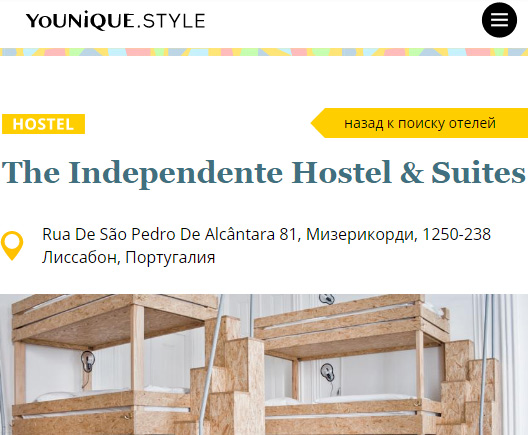 YOUNiQUE.STYLE
HOSTEL
назад к поиску отелей
The Independente Hostel & Suites
Rua De São Pedro De Alcântara 81, Мизерикорди, 1250-238
Лиссабон, Португалия